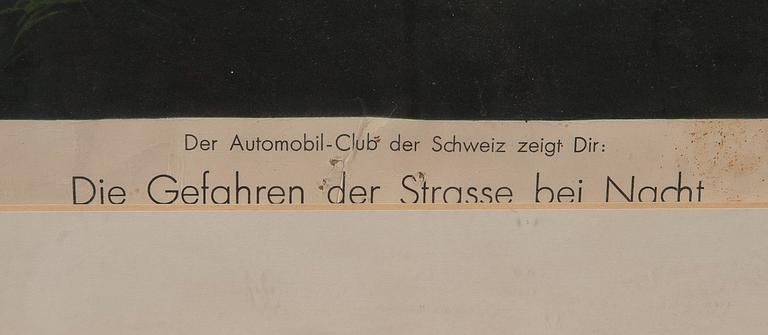 Der Automobil-Club der Schweiz zeigt Dir:
Die Gefahren der Strasse bei Nacht